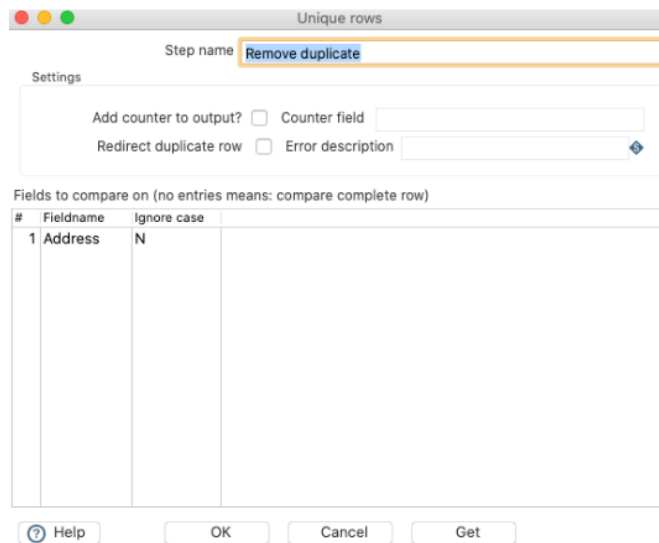 Unique rows
Step name Remove duplicate
Settings
Add counter to output? Counter field
Redirect duplicate row Error description
Fields to compare on (no entries means: compare complete row)
# Fieldname Ignore case
1 Address N
Help OK Cancel Get